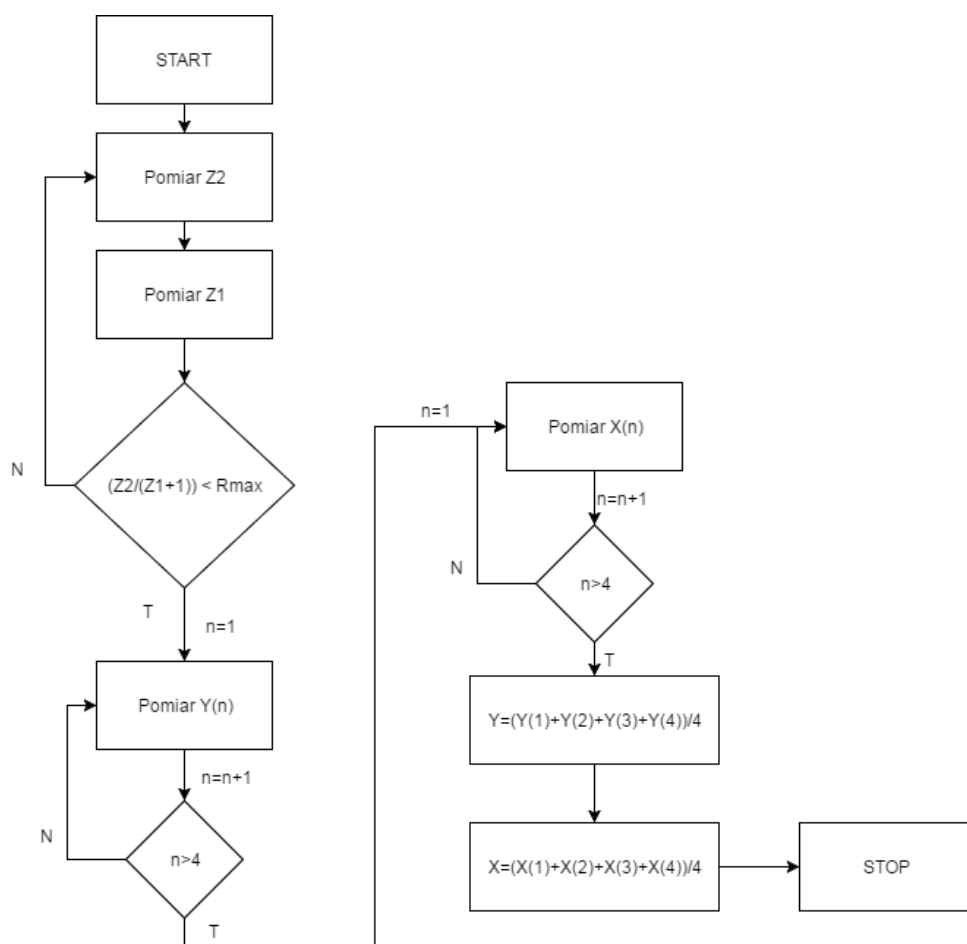 START
Pomiar Z2
Pomiar Z1
N
(Z2/(Z1+1)) < Rmax
T
n=1
Pomiar Y(n)
n=n+1
N
n>4
T
n=1
Pomiar X(n)
n=n+1
N
n>4
T
Y=(Y(1)+Y(2)+Y(3)+Y(4))/4
X=(X(1)+X(2)+X(3)+X(4))/4
STOP